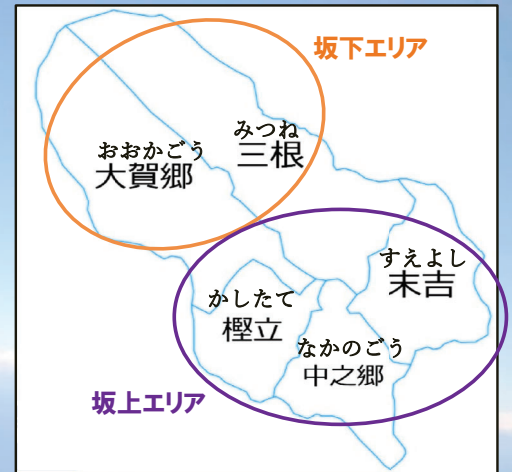 坂下エリア
みつね
三根
おおかごう
大賀郷
すえよし
末吉
かしたて
樫立
なかのごう
中之郷
坂上エリア